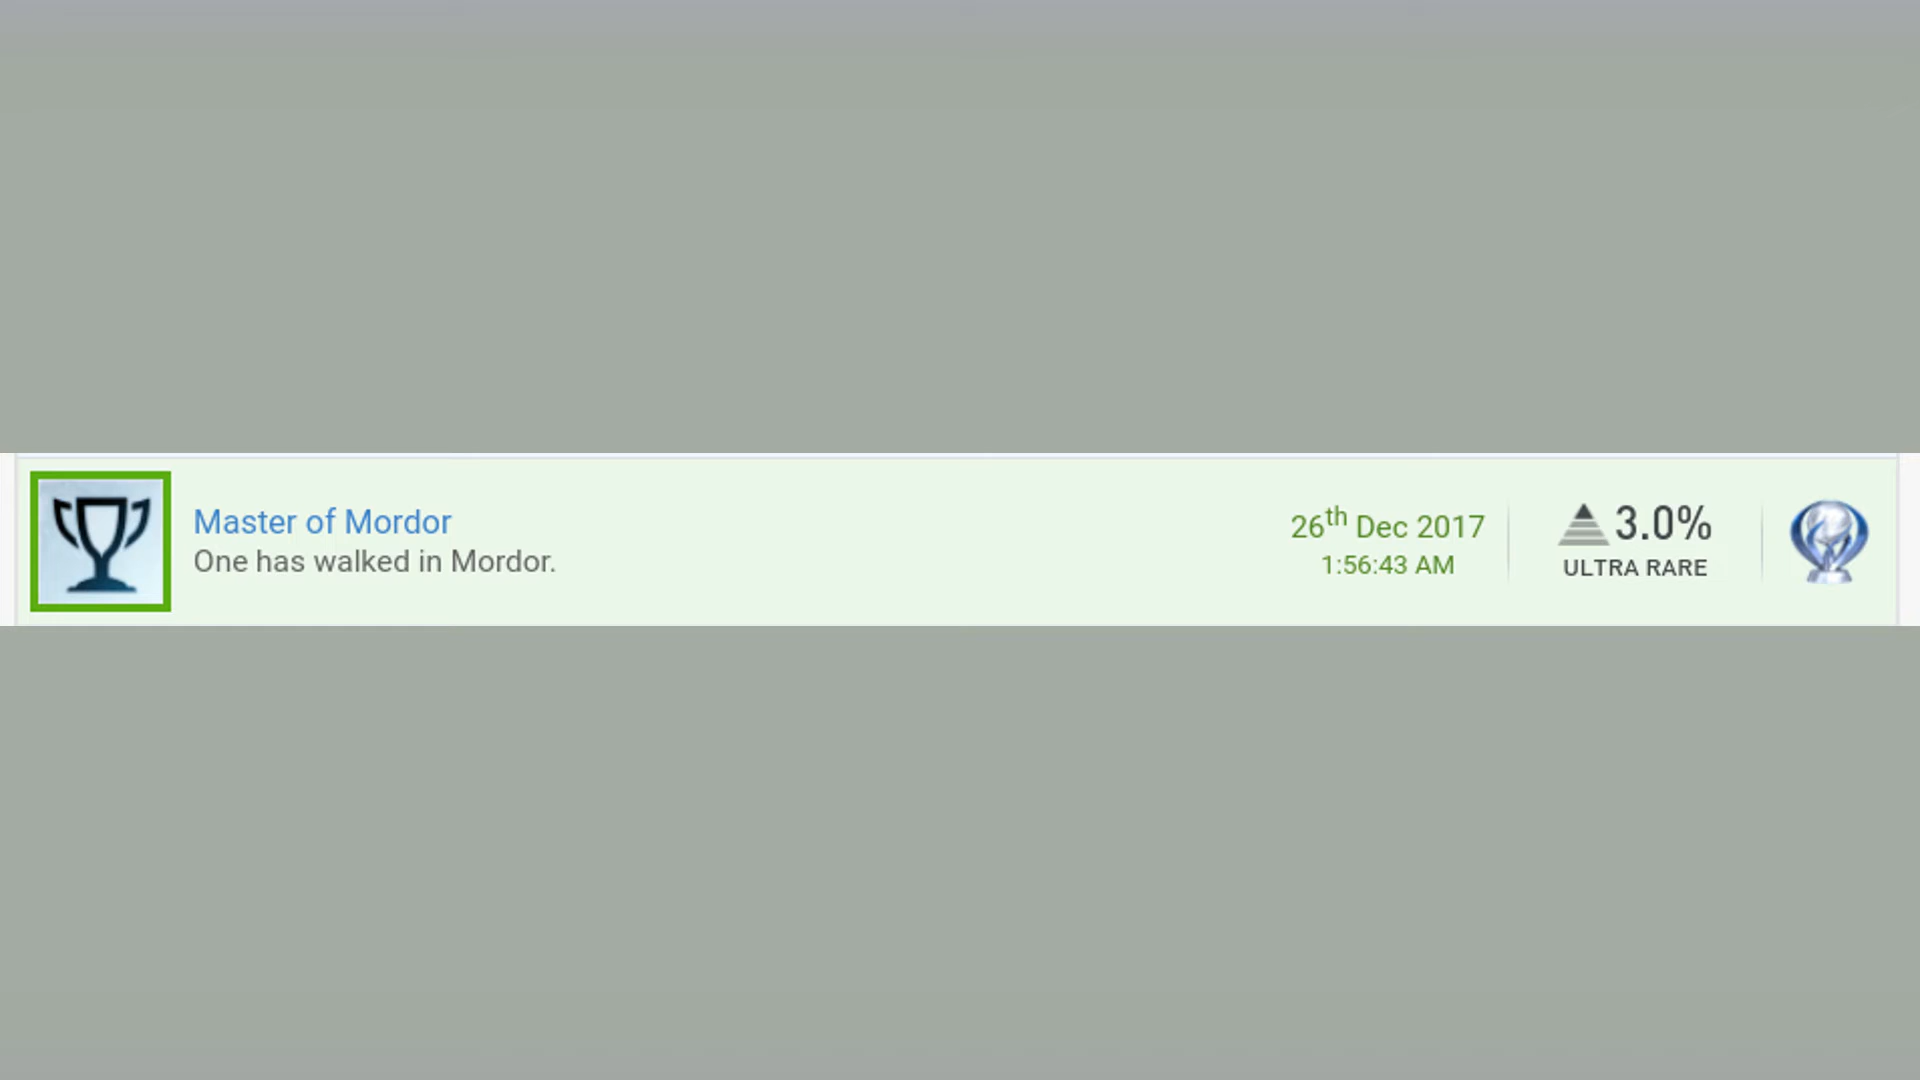 Master of Mordor
One has walked in Mordor.
26th Dec 2017
1:56:43 AM
3.0%
ULTRA RARE